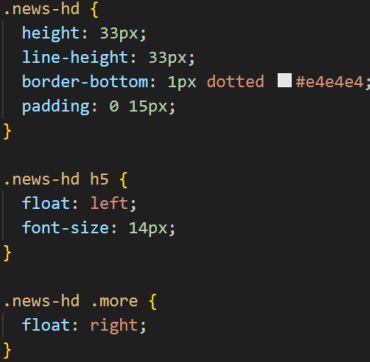 .news-hd {
height: 33px;
line-height: 33px;
border-bottom: 1px dotted #e4e4e4;
padding: 0 15px;
}
.news-hd h5 {
float: left;
font-size: 14px;
}
.news-hd .more {
float: right;
}